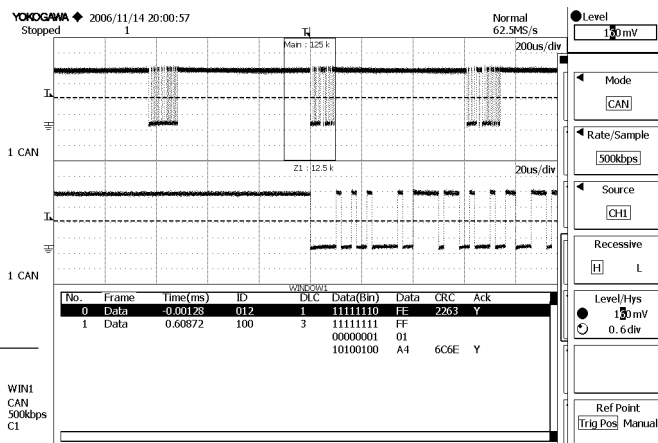 YOKOGAWA ◆ 2006/11/14 20:00:57
Stopped 1
Normal
62.5MS/s
Main : 125 k
200us/div
1 CAN
Z1 : 12.5 k
20us/div
1 CAN
WINDOW1
No. Frame Time(ms) ID DLC Data(Bin) Data CRC Ack
0 Data -0.00128 012 1 11111110 FE 2263 Y
1 Data 0.60872 100 3 11111111 FF
00000001 01
10100100 A4 6C6E Y
WIN1
CAN
500kbps
C1
Level
mV
Mode
CAN
Rate/Sample
500kbps
Source
CH1
Recessive
H L
Level/Hys
mV
0.6div
Ref Point
Trig Pos Manual